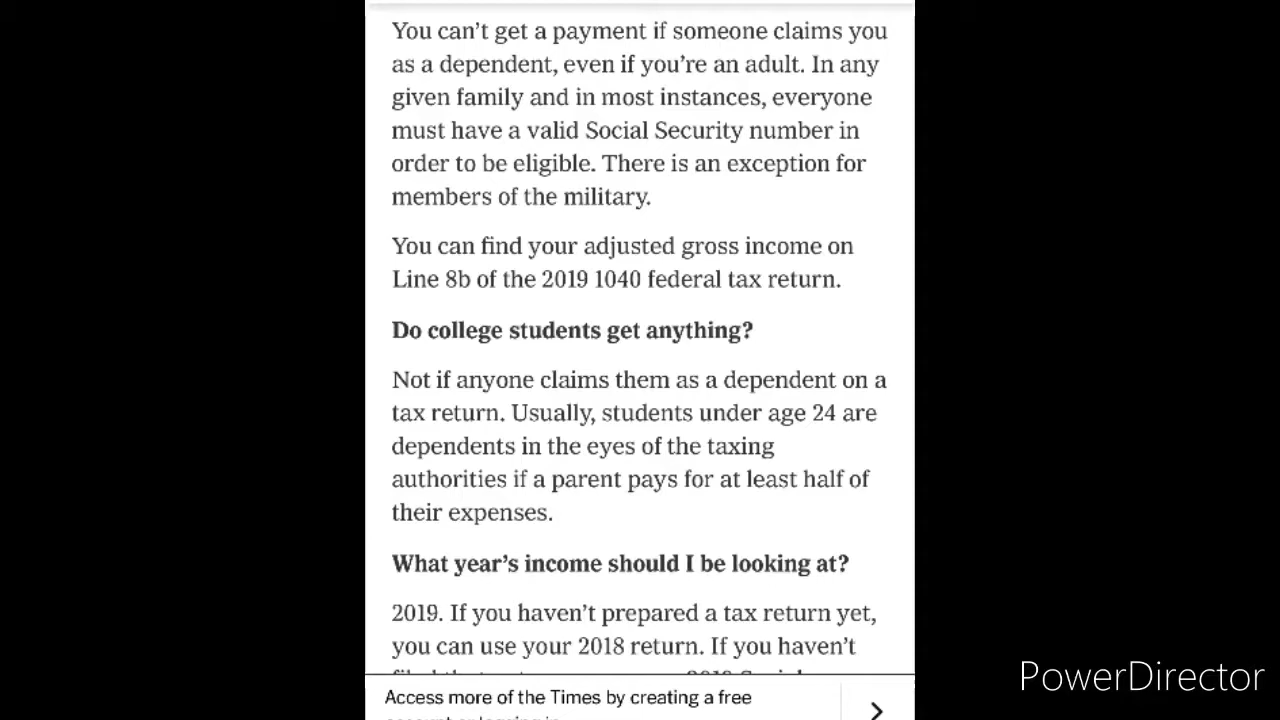 You can’t get a payment if someone claims you
as a dependent, even if you’re an adult. In any
given family and in most instances, everyone
must have a valid Social Security number in
order to be eligible. There is an exception for
members of the military.
You can find your adjusted gross income on
Line 8b of the 2019 1040 federal tax return.
Do college students get anything?
Not if anyone claims them as a dependent on a
tax return. Usually, students under age 24 are
dependents in the eyes of the taxing
authorities if a parent pays for at least half of
their expenses.
What year’s income should I be looking at?
2019. If you haven’t prepared a tax return yet,
you can use your 2018 return. If you haven’t
Access more of the Times by creating a free
PowerDirector